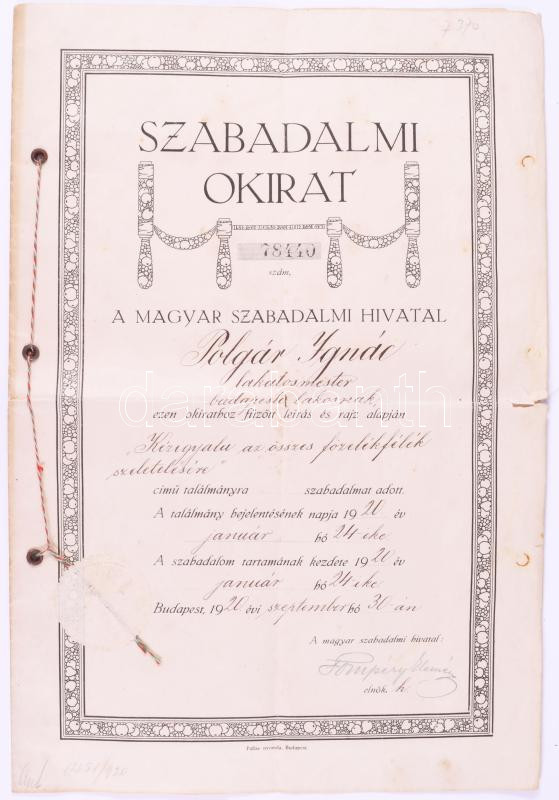 SZABADALMI
OKIRAT
78440
szám,
A MAGYAR SZABADALMI HIVATAL
Polgár Ignác
lakatosmester
budapesti lakosnak,
ezen okirathoz fűzött leírás és rajz alapján
„Kézigyalu az összes főzelékfélék
szeletelésére"
című találmányra szabadalmat adott.
A találmány bejelentésének napja 1920 év
január hó 24 éke
A szabadalom tartamának kezdete 1920 év
január hó 24 éke
Budapest, 1920 évi szeptember hó 30 án
A magyar szabadalmi hivatal:
elnök. h.
Pallas nyomda, Budapest